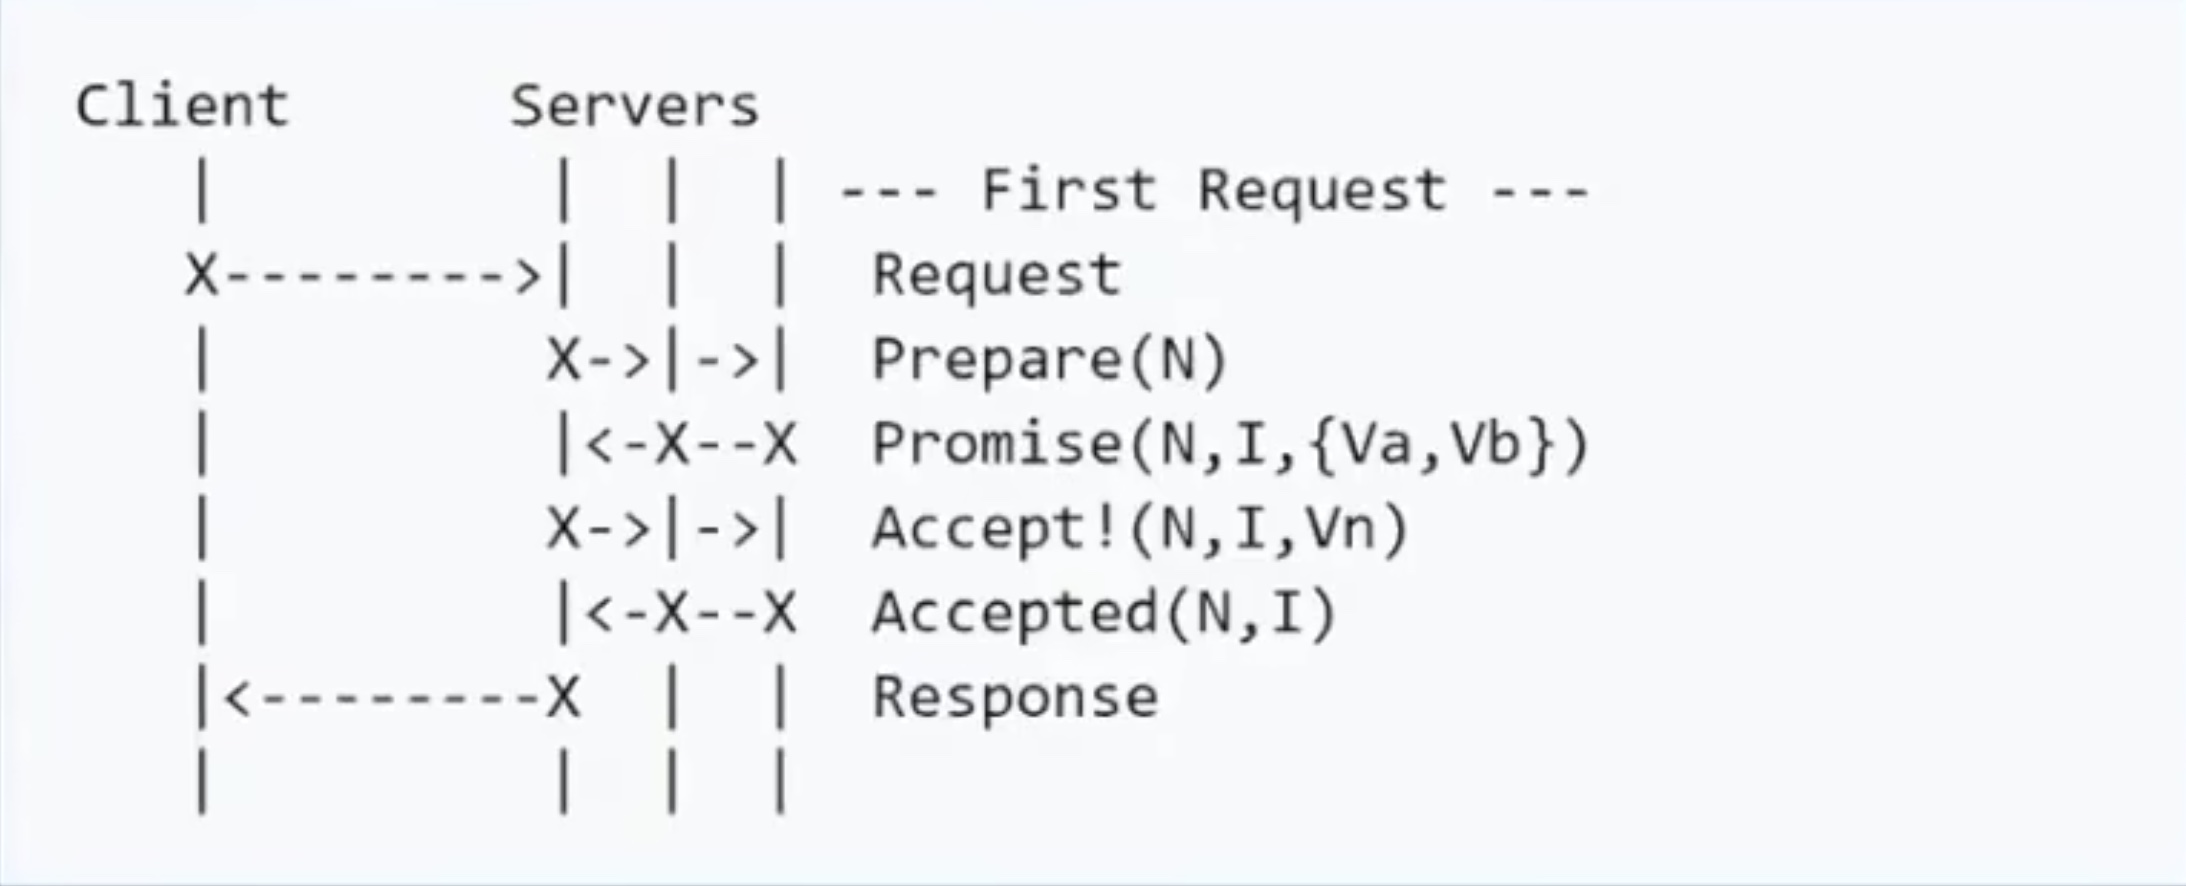 Client        Servers
   |         |  |  | --- First Request ---
   X-------->|  |  |  Request
   |         X->|->|  Prepare(N)
   |         |<-X--X  Promise(N,I,{Va,Vb})
   |         X->|->|  Accept!(N,I,Vn)
   |         |<-X--X  Accepted(N,I)
   |<--------X  |  |  Response
   |         |  |  |